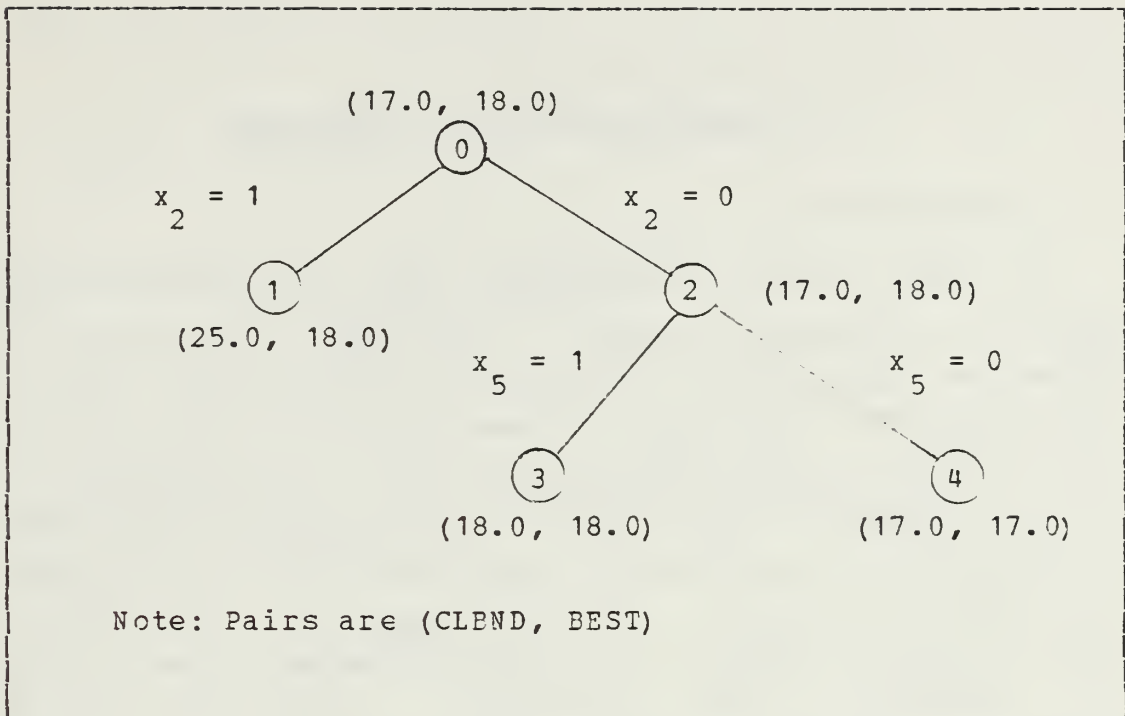 (17.0, 18.0)
0
x2 = 1
x2 = 0
1
2
(17.0, 18.0)
(25.0, 18.0)
x5 = 1
x5 = 0
3
4
(18.0, 18.0)
(17.0, 17.0)
Note: Pairs are (CLBND, BEST)